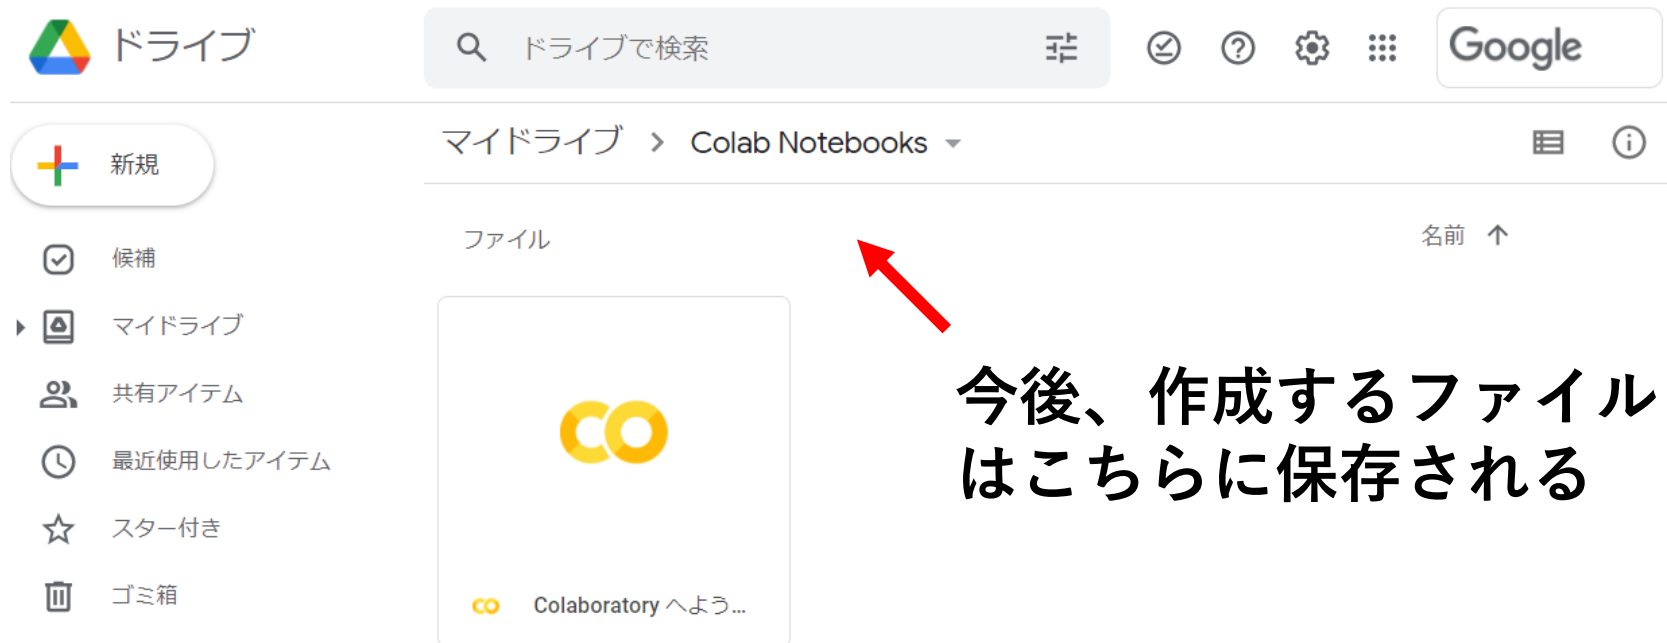 ドライブ
ドライブで検索
Google
新規
マイドライブ
Colab Notebooks
ファイル
名前
候補
マイドライブ
共有アイテム
最近使用したアイテム
スター付き
ゴミ箱
CO
CO Colaboratory へよう...
今後、作成するファイル
はこちらに保存される